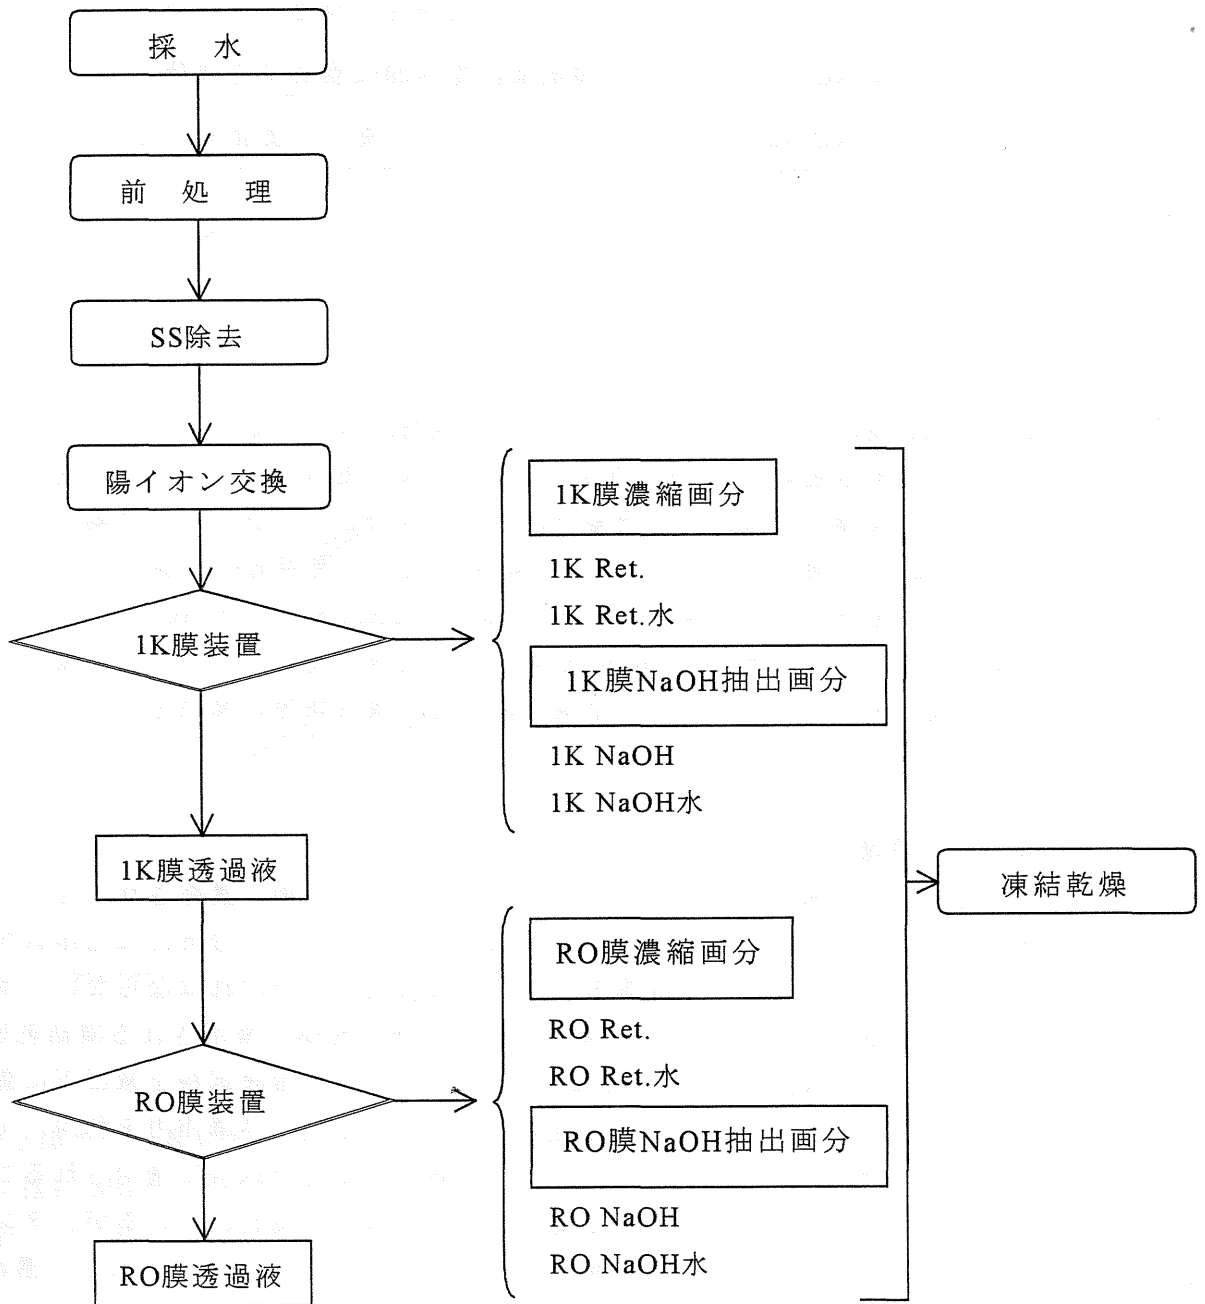 採 水
前 処 理
SS除去
陽イオン交換
1K膜装置
1K膜濃縮画分
1K Ret.
1K Ret.水
1K膜NaOH抽出画分
1K NaOH
1K NaOH水
1K膜透過液
RO膜装置
RO膜濃縮画分
RO Ret.
RO Ret.水
RO膜NaOH抽出画分
RO NaOH
RO NaOH水
RO膜透過液
凍結乾燥